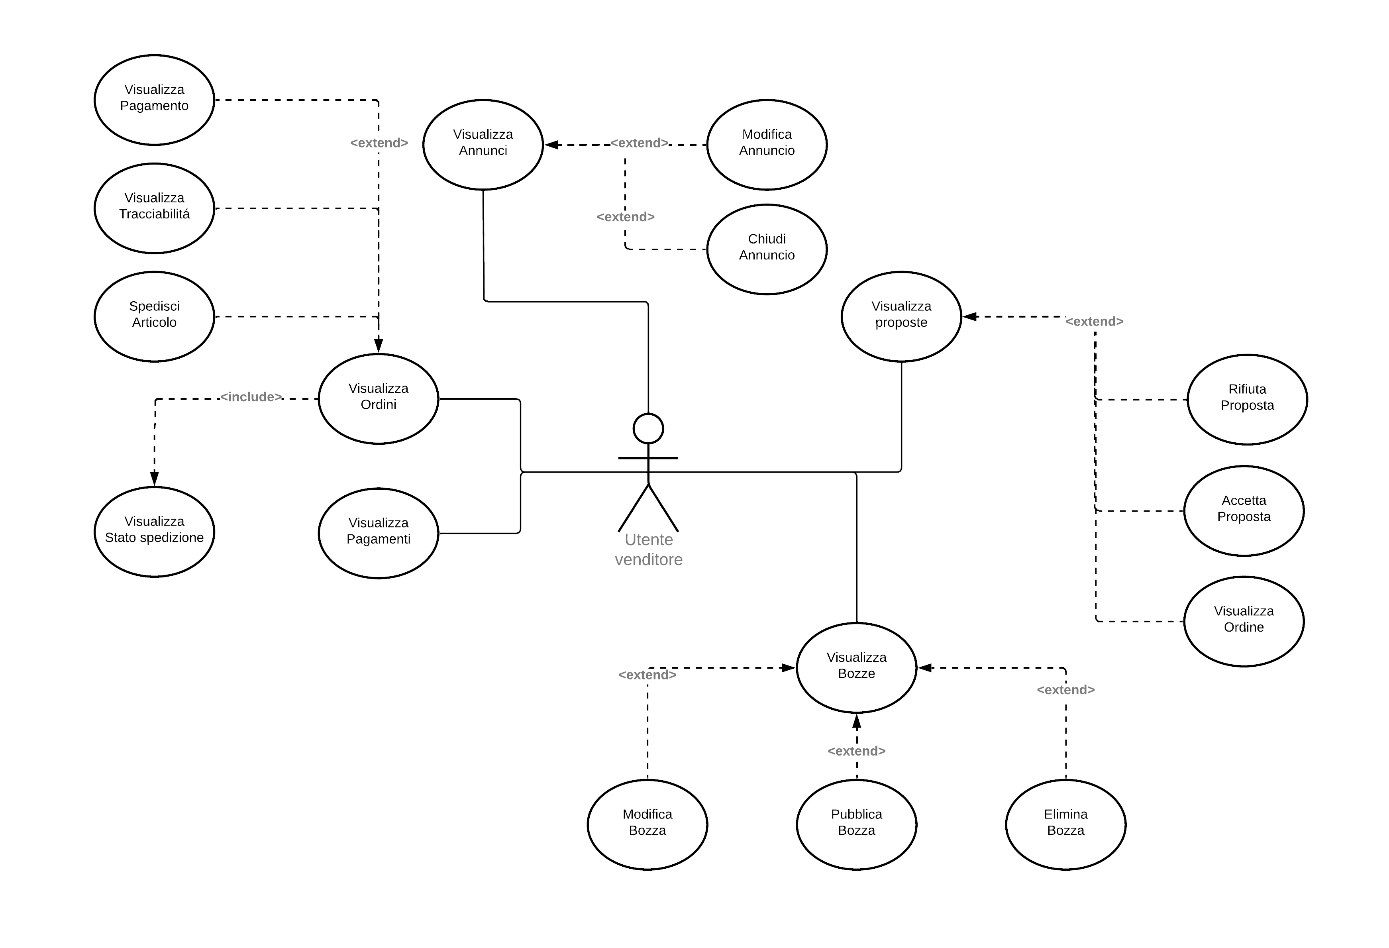 Visualizza
Pagamento
<extend>
Visualizza
Annunci
<extend>
Modifica
Annuncio
Visualizza
Tracciabilitá
<extend>
Chiudi
Annuncio
Spedisci
Articolo
Visualizza
proposte
<extend>
Visualizza
Ordini
<include>
Rifiuta
Proposta
Visualizza
Stato spedizione
Visualizza
Pagamenti
Utente
venditore
Accetta
Proposta
Visualizza
Ordine
Visualizza
Bozze
<extend>
<extend>
<extend>
Modifica
Bozza
Pubblica
Bozza
Elimina
Bozza